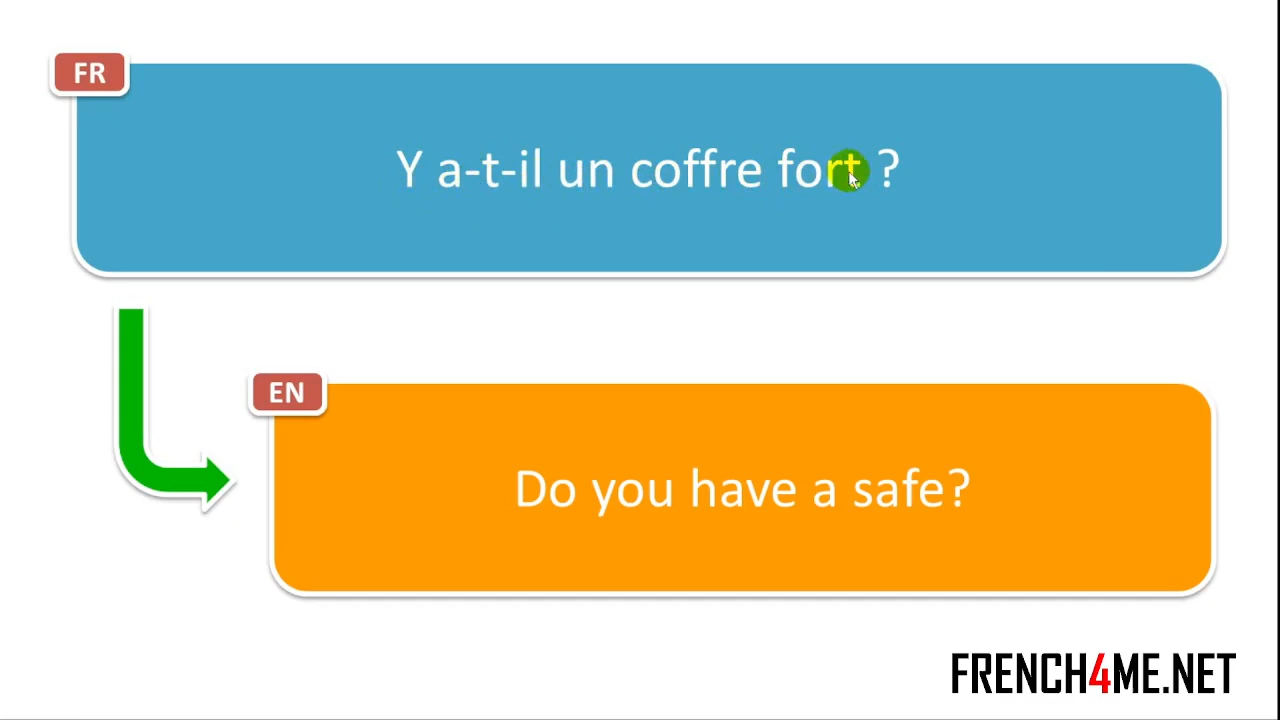 FR
Y a-t-il un coffre fort ?
EN
Do you have a safe?
FRENCH4ME.NET